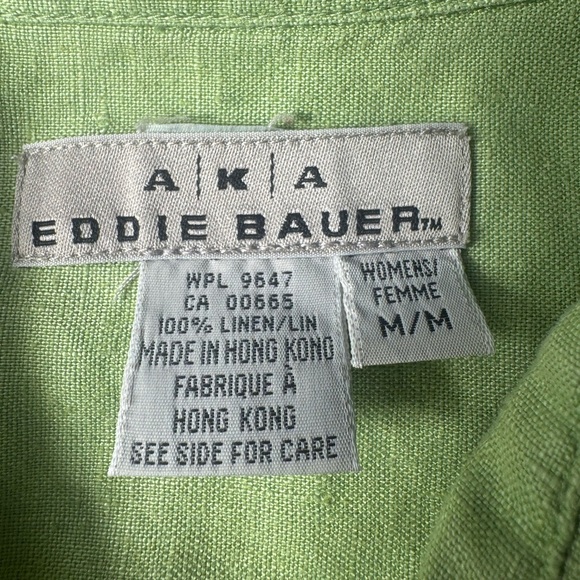 A|K|A
EDDIE BAUER™
WPL 9647
CA 00665
100% LINEN/LIN
MADE IN HONG KONG
FABRIQUE À
HONG KONG
SEE SIDE FOR CARE
WOMENS/
FEMME
M/M